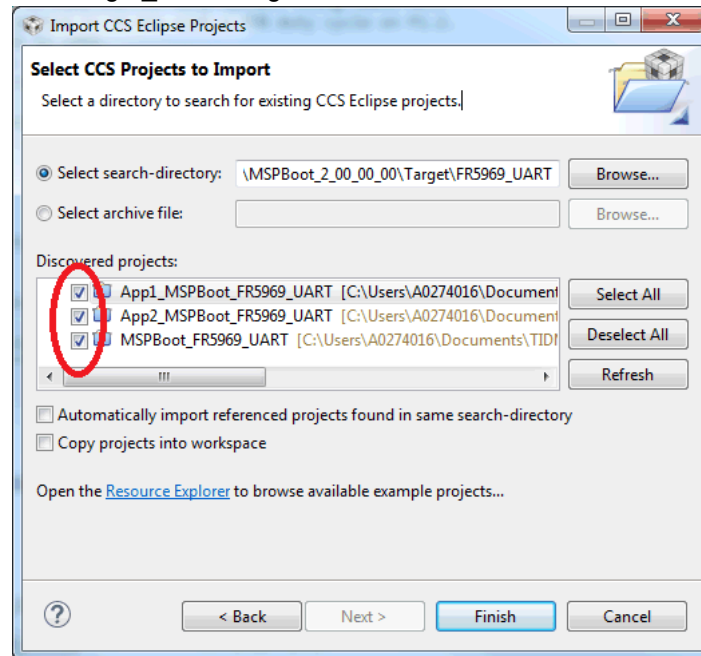 Import CCS Eclipse Projects
Select CCS Projects to Import
Select a directory to search for existing CCS Eclipse projects.
Select search-directory: \MSPBoot_2_00_00_00\Target\FR5969_UART Browse...
Select archive file: Browse...
Discovered projects:
App1_MSPBoot_FR5969_UART [C:\Users\A0274016\Document Select All
App2_MSPBoot_FR5969_UART [C:\Users\A0274016\Document
MSPBoot_FR5969_UART [C:\Users\A0274016\Documents\TID Deselect All
Refresh
Automatically import referenced projects found in same search-directory
Copy projects into workspace
Open the Resource Explorer to browse available example projects...
? < Back Next > Finish Cancel